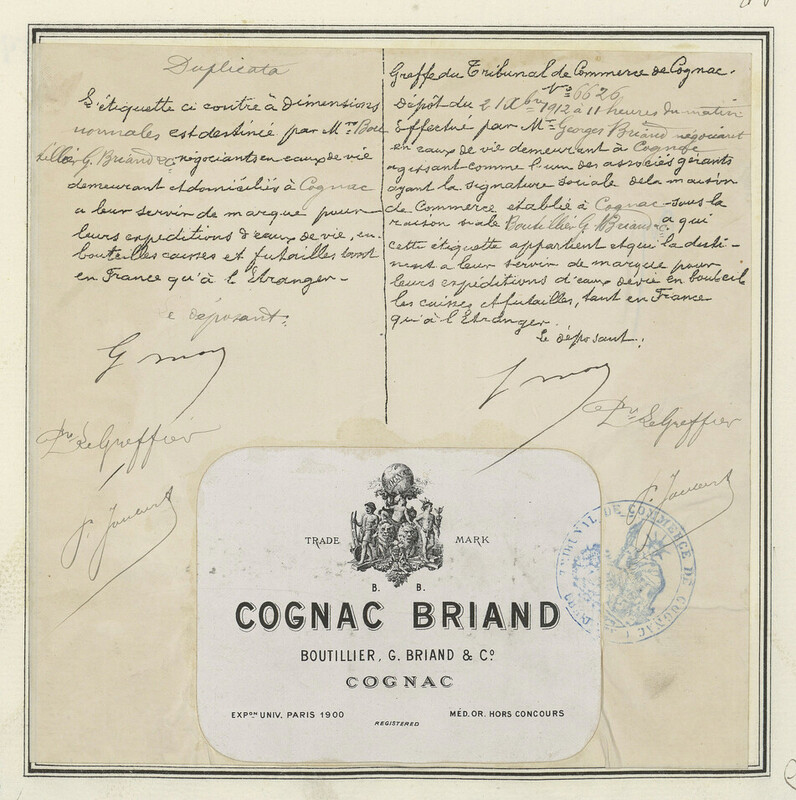 Duplicata
L'étiquette ci contre à dimensions
normales est destinée par Mrs Bou
tillier G. Briand & Co négociants en eaux de vie
demeurant et domiciliés à Cognac
a leur servir de marque pour
leurs expéditions d'eaux de vie, en
bouteilles caisses et futailles tant
en France qu'à l'Etranger -
Le déposant.
Pr Le Greffier
Greffe du Tribunal de Commerce de Cognac.
No 6626
Dépôt du 21 Xbre 1912 à 11 heures du matin
Effectué par Mr Georges Briand négociant
en eaux de vie demeurant à Cognac
agissant comme l'un des associés gérants
ayant la signature sociale de la maison
de Commerce etablie à Cognac - sous la
raison siale Boutillier G Briand & Co a qui
cette étiquette appartient et qui la desti-
nent a leur servir de marque pour
leurs expéditions d'eaux de vie en bouteil
les caisses et futailles, tant en France
qu'à l'Etranger.
Le déposant.
Pr Le Greffier
TRADE MARK
B. B.
COGNAC BRIAND
BOUTILLIER, G. BRIAND & Co.
COGNAC
EXPON UNIV. PARIS 1900
MÉD. OR. HORS CONCOURS
REGISTERED
TRIBUNAL DE COMMERCE DE COGNAC